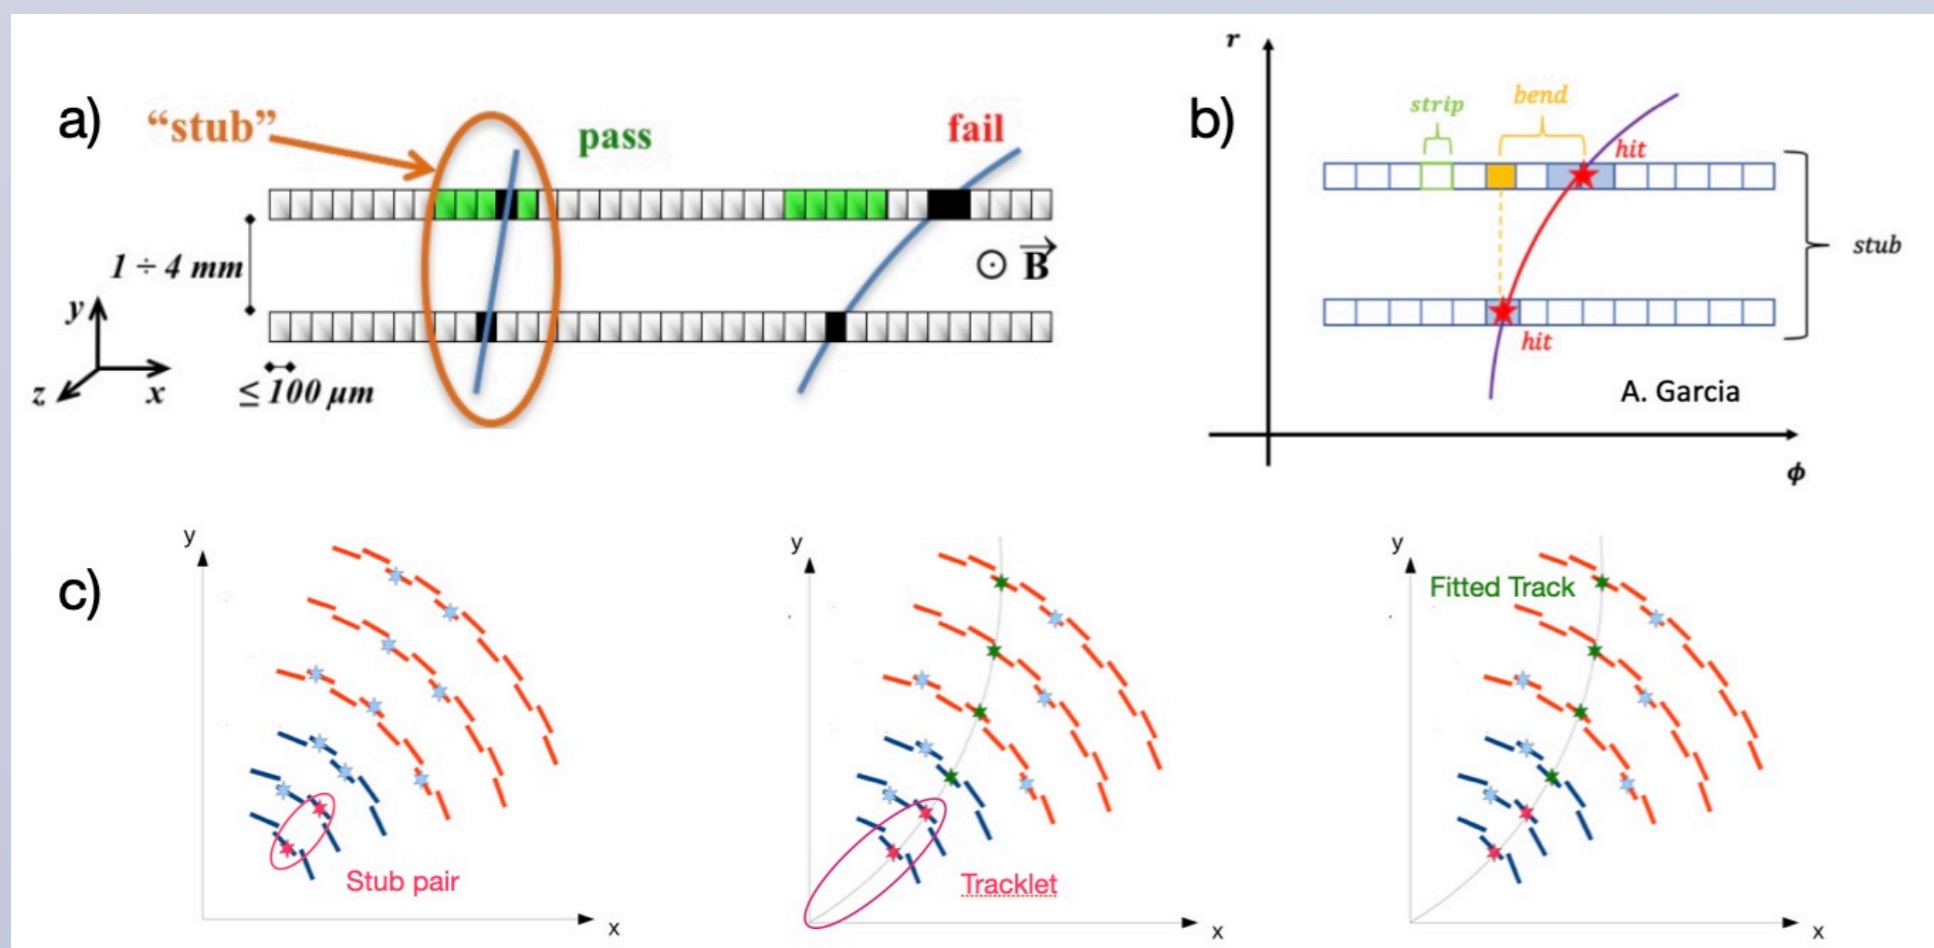 a)
“stub”
pass
fail
1 ÷ 4 mm
⊙ B
y
z
x
≤ 100 μm
b)
r
strip
bend
hit
stub
hit
A. Garcia
ϕ
c)
y
Stub pair
x
y
Tracklet
x
y
Fitted Track
x